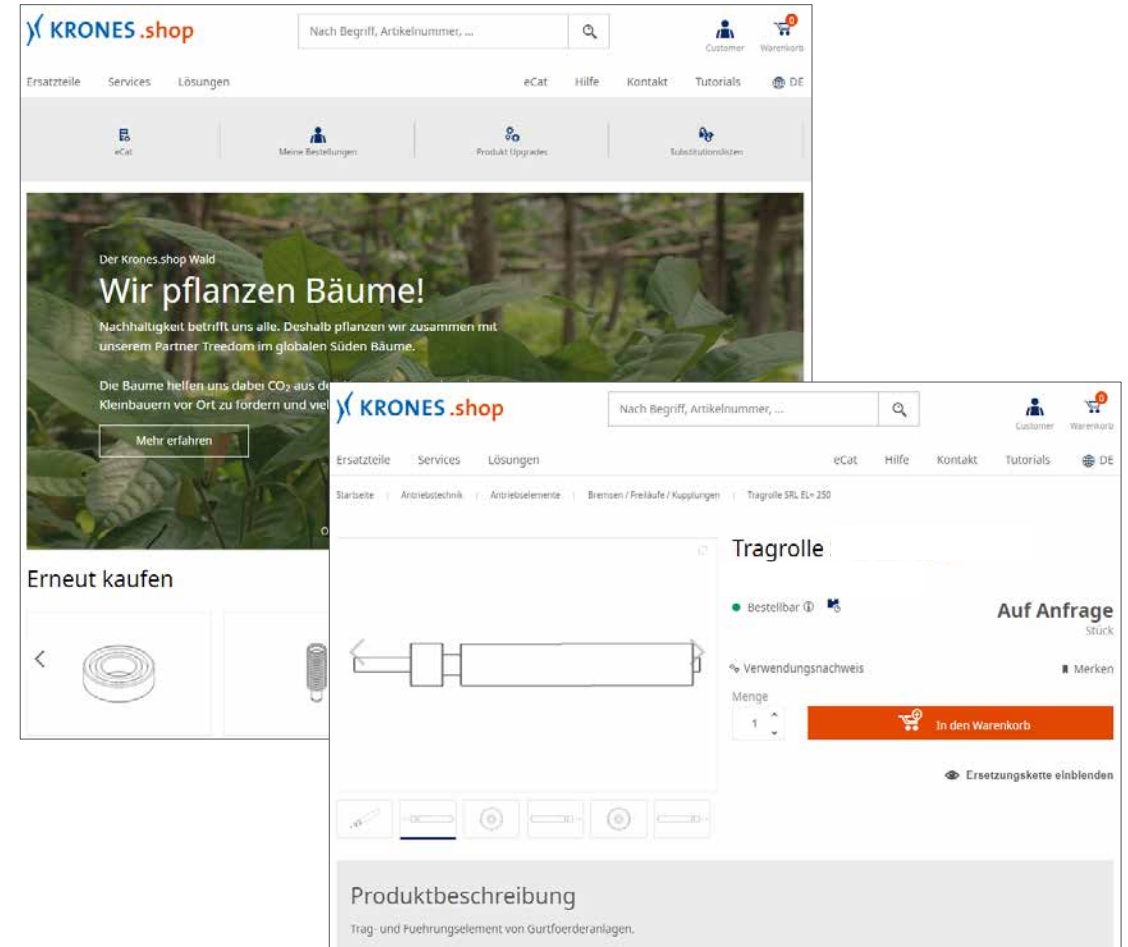 KRONES.shop
Nach Begriff, Artikelnummer, ...
0
Customer
Warenkorb
Ersatzteile
Services
Lösungen
eCat
Hilfe
Kontakt
Tutorials
DE
eCat
Meine Bestellungen
Produkt Upgrades
Substitutionslisten
Der Krones.shop Wald
Wir pflanzen Bäume!
Nachhaltigkeit betrifft uns alle. Deshalb pflanzen wir zusammen mit
unserem Partner Treedom im globalen Süden Bäume.
Die Bäume helfen uns dabei CO₂ aus
Kleinbauern vor Ort zu fördern und
Mehr erfahren
Erneut kaufen
KRONES.shop
Nach Begriff, Artikelnummer, ...
0
Customer
Warenkorb
Ersatzteile
Services
Lösungen
eCat
Hilfe
Kontakt
Tutorials
DE
Startseite | Antriebstechnik | Antriebselemente | Bremsen / Freiläufe / Kupplungen | Tragrolle SRL EL= 250
Tragrolle
Bestellbar
Auf Anfrage
Stück
Verwendungsnachweis
Merken
Menge
1
In den Warenkorb
Ersetzungskette einblenden
Produktbeschreibung
Trag- und Fuehrungselement von Gurtfoerderanlagen.